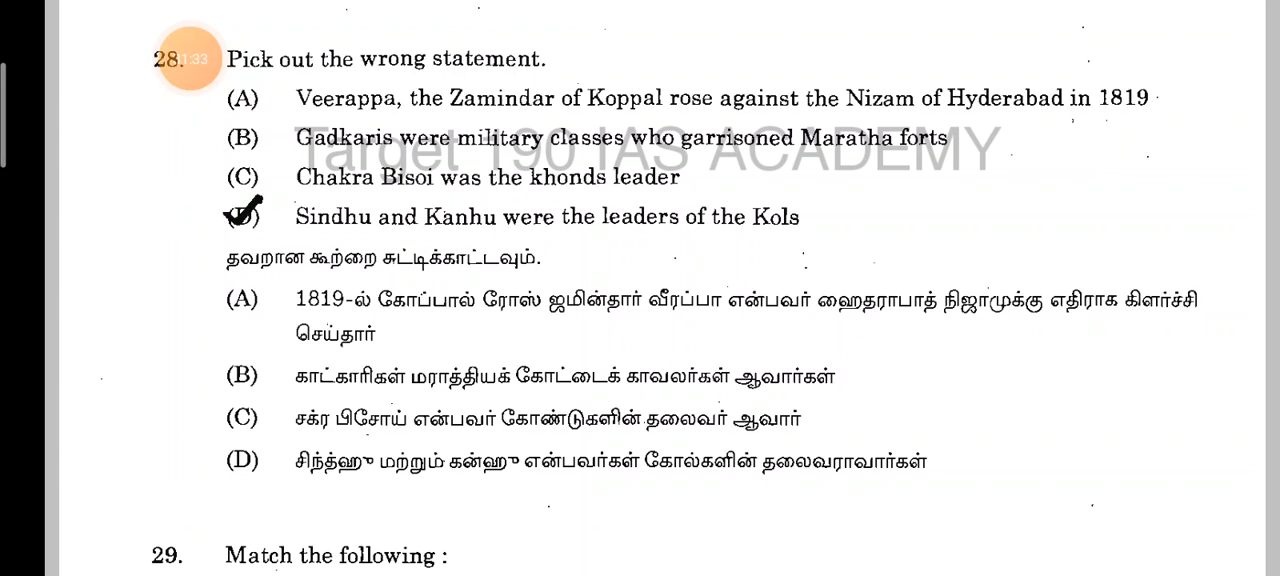 28. Pick out the wrong statement.
1:33
(A) Veerappa, the Zamindar of Koppal rose against the Nizam of Hyderabad in 1819
Target 190 IAS ACADEMY
(B) Gadkaris were military classes who garrisoned Maratha forts
(C) Chakra Bisoi was the khonds leader
(D) Sindhu and Kanhu were the leaders of the Kols
தவறான கூற்றை சுட்டிக்காட்டவும்.
(A) 1819-ல் கோப்பால் ரோஸ் ஜமின்தார் வீரப்பா என்பவர் ஹைதராபாத் நிஜாமுக்கு எதிராக கிளர்ச்சி
செய்தார்
(B) காட்காரிகள் மராத்தியக் கோட்டைக் காவலர்கள் ஆவார்கள்
(C) சக்ர பிசோய் என்பவர் கோண்டுகளின் தலைவர் ஆவார்
(D) சிந்த்ஹு மற்றும் கன்ஹு என்பவர்கள் கோல்களின் தலைவராவார்கள்
29. Match the following :